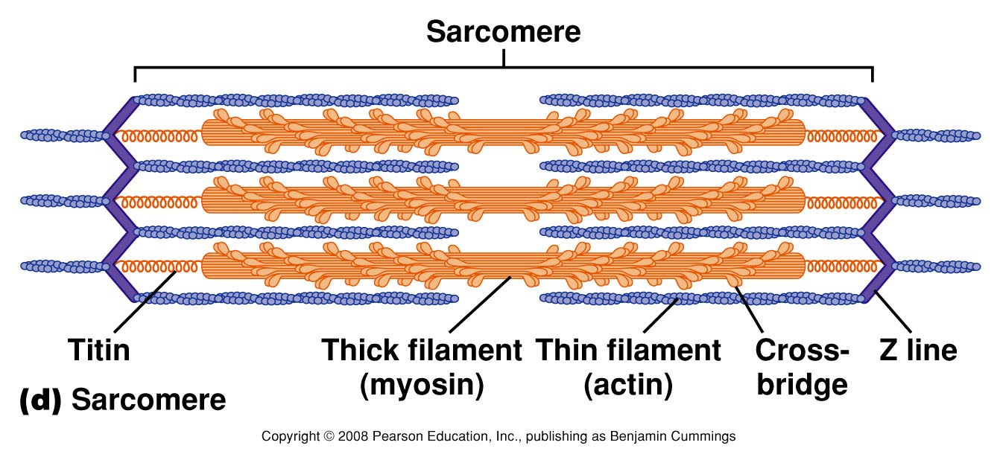 Sarcomere
Titin
Thick filament
(myosin)
Thin filament
(actin)
Cross-
bridge
Z line
(d) Sarcomere
Copyright © 2008 Pearson Education, Inc., publishing as Benjamin Cummings